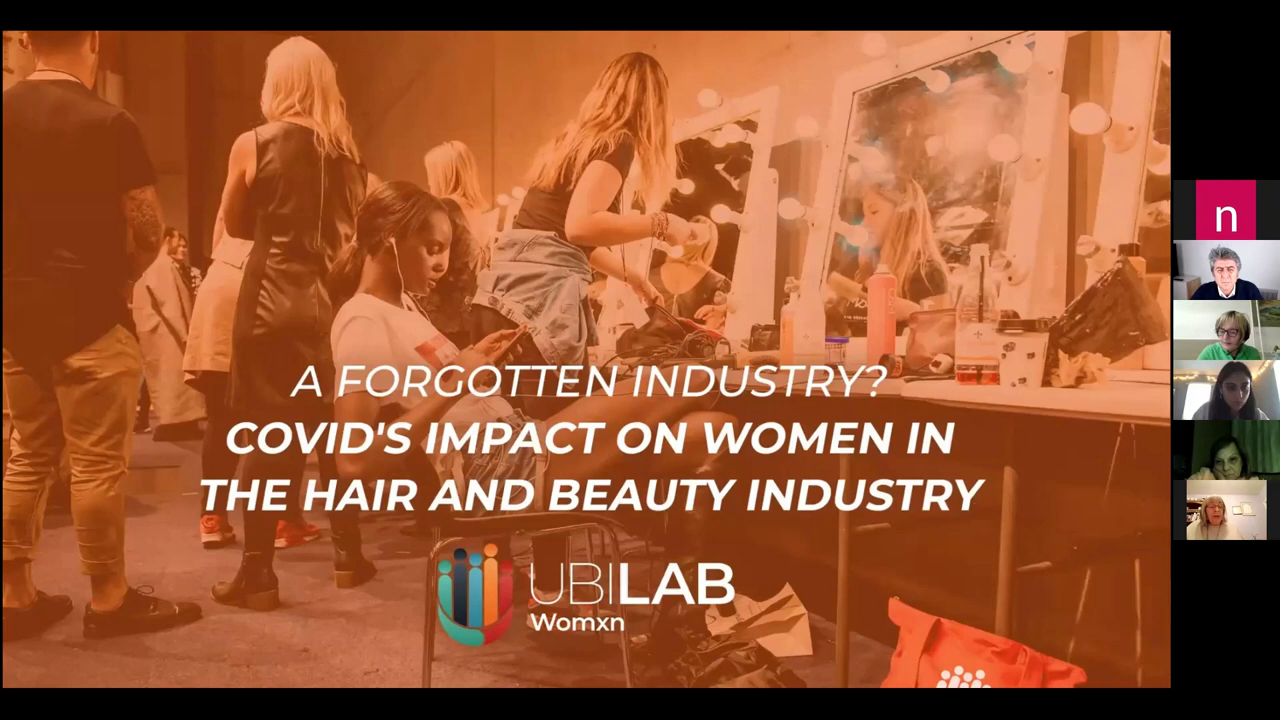 A FORGOTTEN INDUSTRY?
COVID'S IMPACT ON WOMEN IN
THE HAIR AND BEAUTY INDUSTRY
UBILAB
Womxn
n